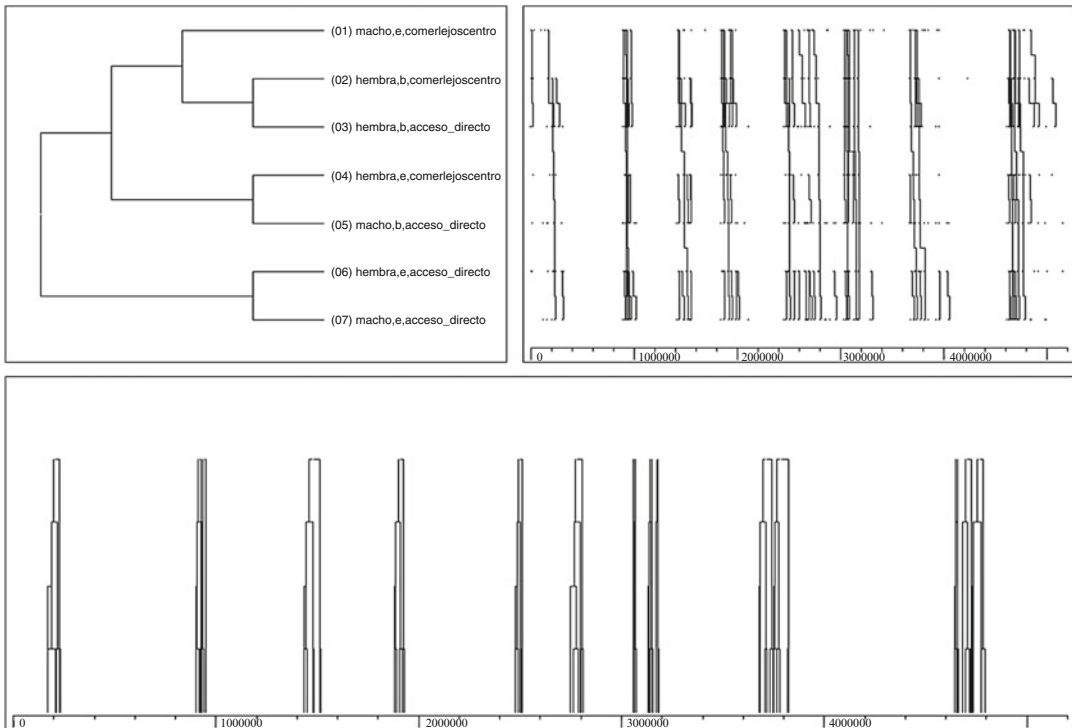 (01) macho,e,comerlejoscentro
(02) hembra,b,comerlejoscentro
(03) hembra,b,acceso_directo
(04) hembra,e,comerlejoscentro
(05) macho,b,acceso_directo
(06) hembra,e,acceso_directo
(07) macho,e,acceso_directo
0 1000000 2000000 3000000 4000000
0 1000000 2000000 3000000 4000000